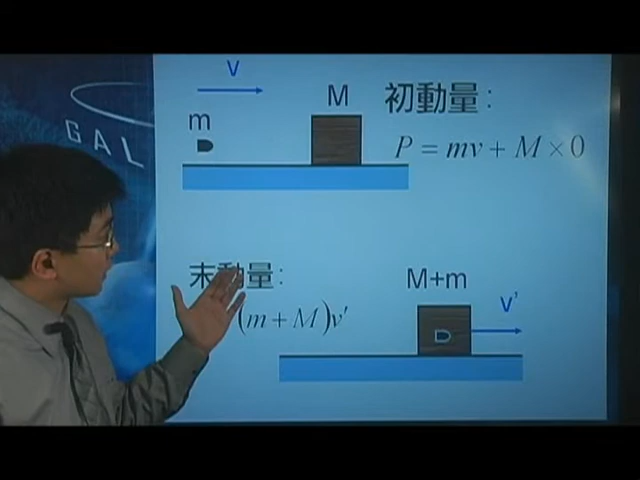 v
m
M
初動量：
P = mv + M × 0
GAL
末動量：
(m + M)v'
M+m
v'